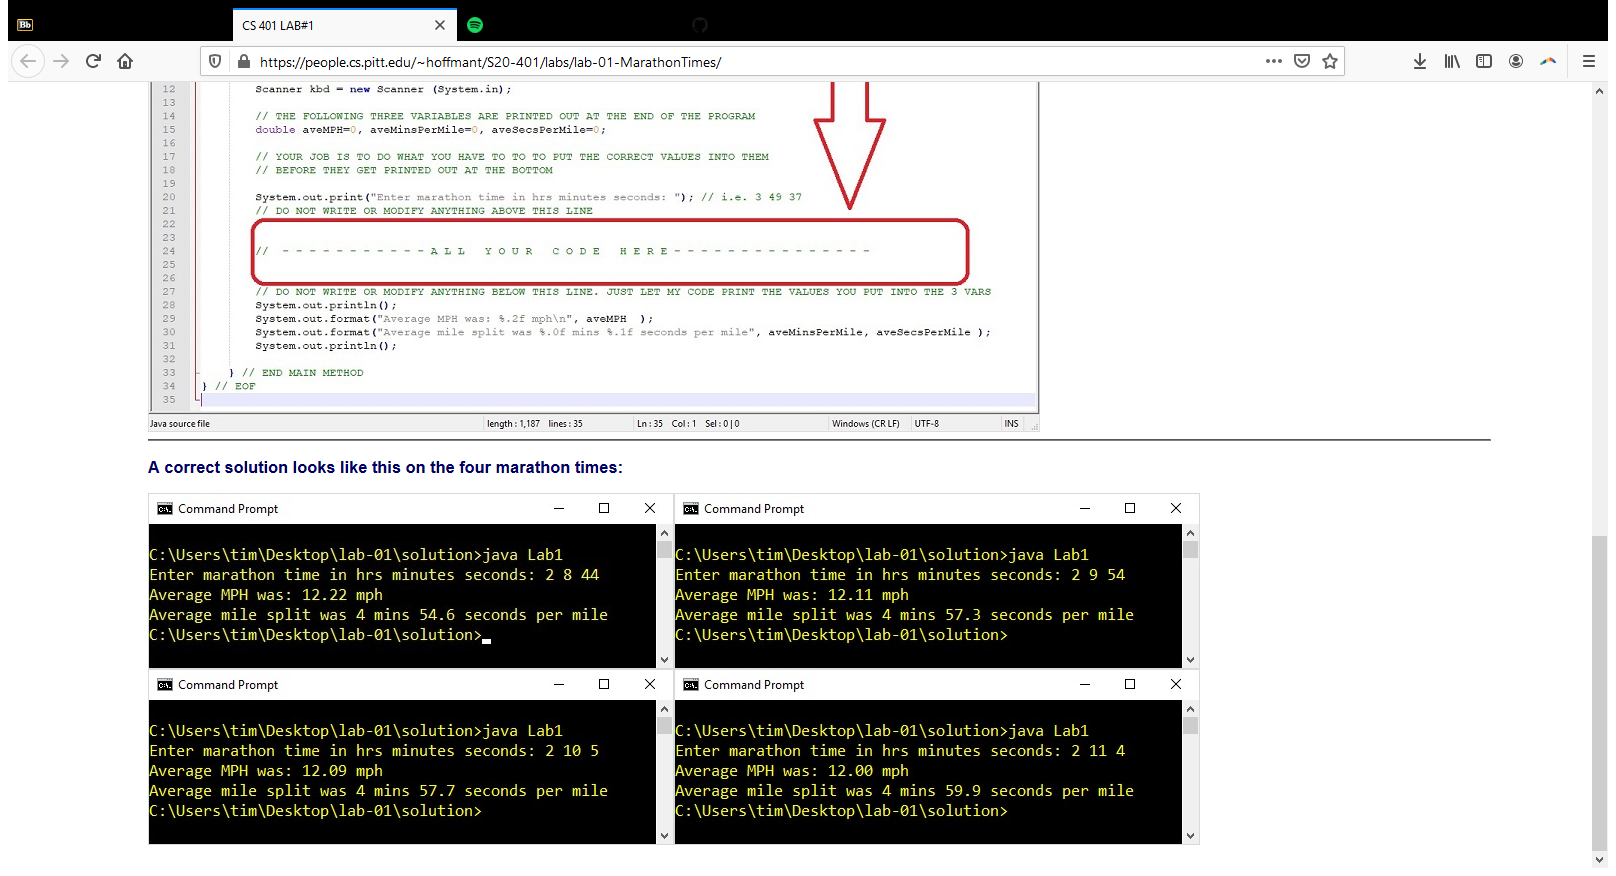 Bb
CS 401 LAB#1
https://people.cs.pitt.edu/~hoffmant/S20-401/labs/lab-01-MarathonTimes/
12 Scanner kbd = new Scanner (System.in);
13
14 // THE FOLLOWING THREE VARIABLES ARE PRINTED OUT AT THE END OF THE PROGRAM
15 double aveMPH=0, aveMinsPerMile=0, aveSecsPerMile=0;
16
17 // YOUR JOB IS TO DO WHAT YOU HAVE TO TO TO PUT THE CORRECT VALUES INTO THEM
18 // BEFORE THEY GET PRINTED OUT AT THE BOTTOM
19
20 System.out.print("Enter marathon time in hrs minutes seconds: "); // i.e. 3 49 37
21 // DO NOT WRITE OR MODIFY ANYTHING ABOVE THIS LINE
22
23
24 // - - - - - - - - - - - A L L   Y O U R   C O D E   H E R E - - - - - - - - - - - - - - -
25
26
27 // DO NOT WRITE OR MODIFY ANYTHING BELOW THIS LINE. JUST LET MY CODE PRINT THE VALUES YOU PUT INTO THE 3 VARS
28 System.out.println();
29 System.out.format("Average MPH was: %.2f mph\n", aveMPH  );
30 System.out.format("Average mile split was %.0f mins %.1f seconds per mile", aveMinsPerMile, aveSecsPerMile );
31 System.out.println();
32
33 } // END MAIN METHOD
34 } // EOF
35
Java source file length : 1,187 lines : 35 Ln : 35 Col : 1 Sel : 0 | 0 Windows (CR LF) UTF-8 INS
A correct solution looks like this on the four marathon times:
Command Prompt
C:\Users\tim\Desktop\lab-01\solution>java Lab1
Enter marathon time in hrs minutes seconds: 2 8 44
Average MPH was: 12.22 mph
Average mile split was 4 mins 54.6 seconds per mile
C:\Users\tim\Desktop\lab-01\solution>
Command Prompt
C:\Users\tim\Desktop\lab-01\solution>java Lab1
Enter marathon time in hrs minutes seconds: 2 9 54
Average MPH was: 12.11 mph
Average mile split was 4 mins 57.3 seconds per mile
C:\Users\tim\Desktop\lab-01\solution>
Command Prompt
C:\Users\tim\Desktop\lab-01\solution>java Lab1
Enter marathon time in hrs minutes seconds: 2 10 5
Average MPH was: 12.09 mph
Average mile split was 4 mins 57.7 seconds per mile
C:\Users\tim\Desktop\lab-01\solution>
Command Prompt
C:\Users\tim\Desktop\lab-01\solution>java Lab1
Enter marathon time in hrs minutes seconds: 2 11 4
Average MPH was: 12.00 mph
Average mile split was 4 mins 59.9 seconds per mile
C:\Users\tim\Desktop\lab-01\solution>